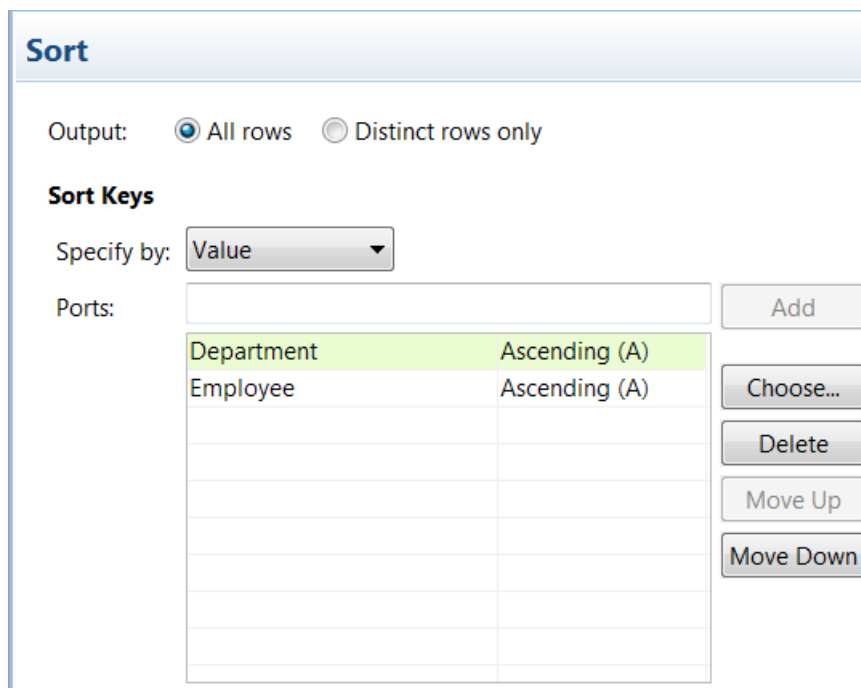 Sort
Output: All rows Distinct rows only
Sort Keys
Specify by: Value
Ports: Add
Department Ascending (A)
Employee Ascending (A)
Choose...
Delete
Move Up
Move Down